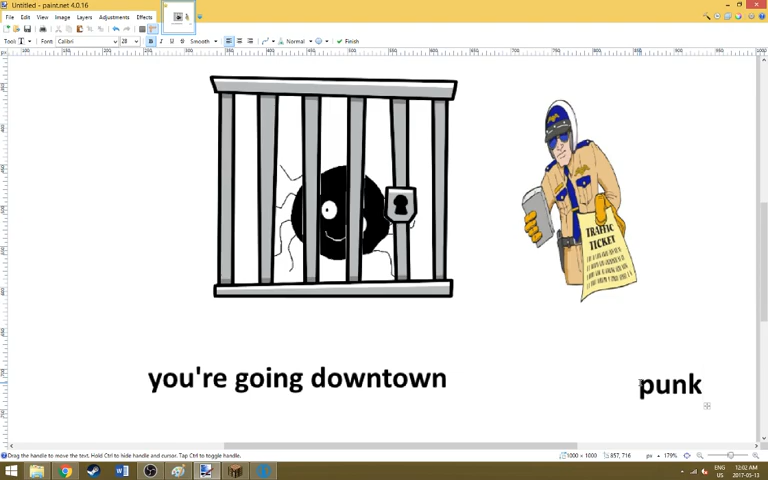 Untitled - paint.net 4.0.16
File Edit View Image Layers Adjustments Effects
Tools T Font: Calibri 28 B I U S Smooth Normal Finish
TRAFFIC
TICKET
you're going downtown punk
Drag the handle to move the text. Hold Ctrl to hide handle and cursor. Tap Ctrl to toggle handle. 1000 × 1000 857, 716 px 179%
ENG 12:02 AM
US 2017-05-13